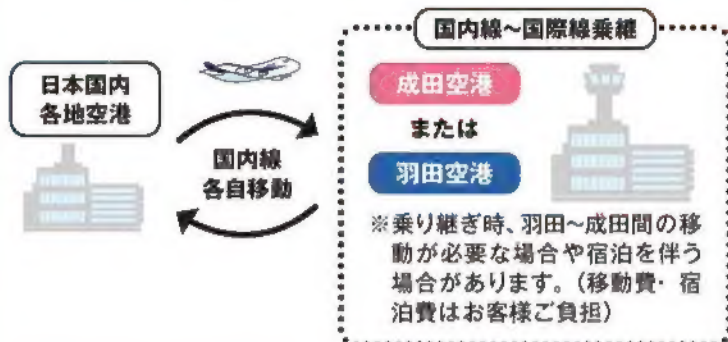 国内線～国際線乗継
日本国内
各地空港
国内線
各自移動
成田空港
または
羽田空港
※乗り継ぎ時、羽田～成田間の移
動が必要な場合や宿泊を伴う
場合があります。（移動費・宿
泊費はお客様ご負担）